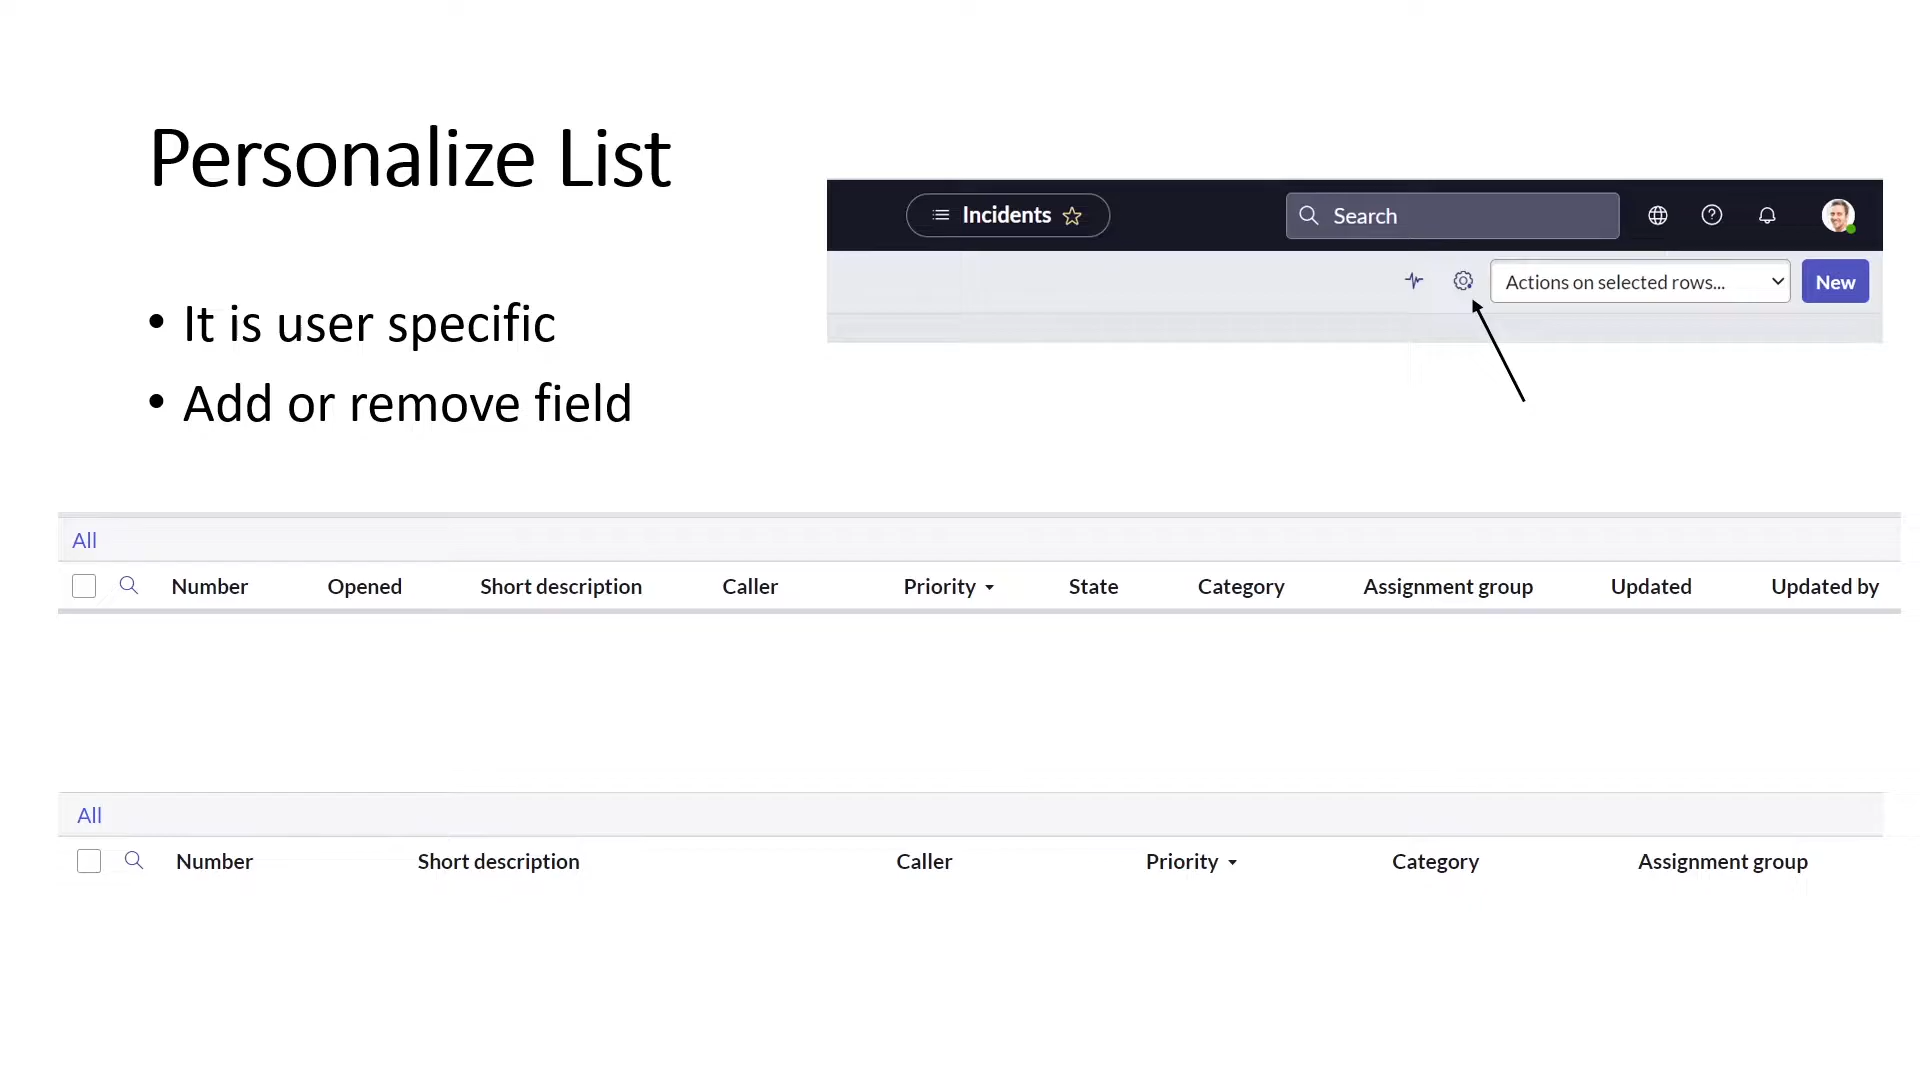 Personalize List
• It is user specific
• Add or remove field
Incidents
Search
Actions on selected rows...
New
All
Number Opened Short description Caller Priority State Category Assignment group Updated Updated by
All
Number Short description Caller Priority Category Assignment group